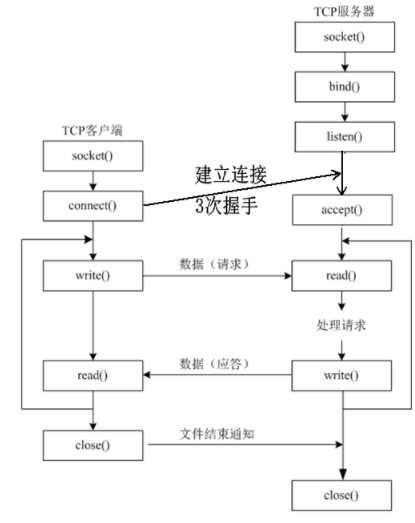 TCP服务器
socket()
bind()
listen()
TCP客户端
socket()
建立连接
3次握手
connect()
accept()
write()
数据（请求）
read()
处理请求
read()
数据（应答）
write()
close()
文件结束通知
close()